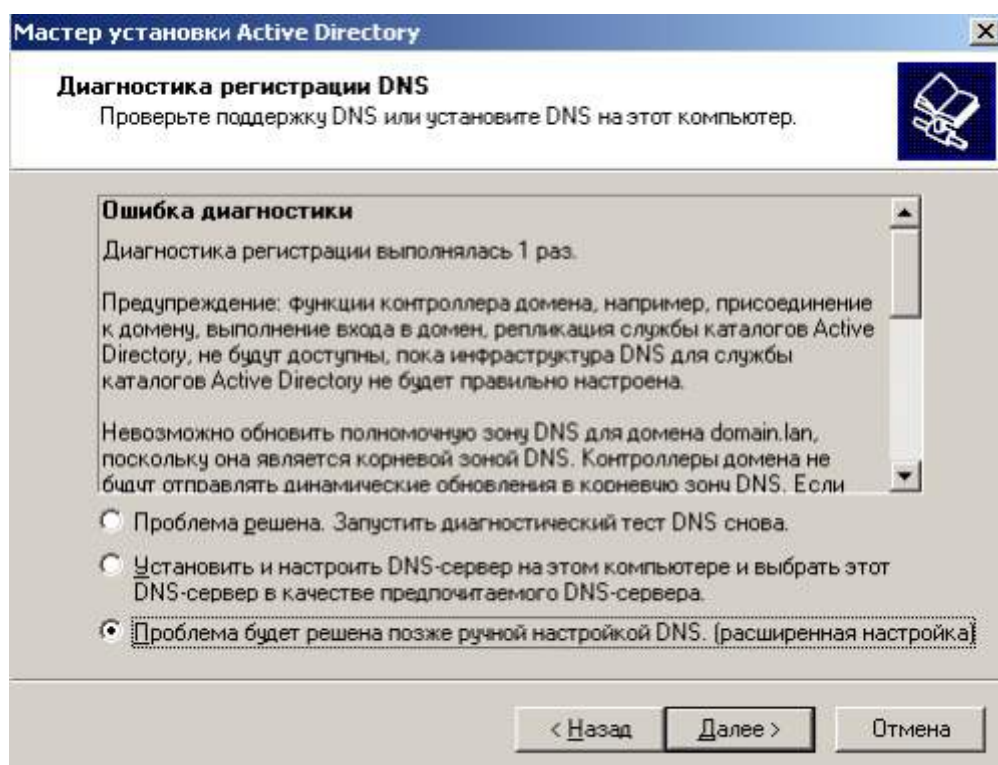 Мастер установки Active Directory
Диагностика регистрации DNS
Проверьте поддержку DNS или установите DNS на этот компьютер.
Ошибка диагностики
Диагностика регистрации выполнялась 1 раз.
Предупреждение: функции контроллера домена, например, присоединение
к домену, выполнение входа в домен, репликация службы каталогов Active
Directory, не будут доступны, пока инфраструктура DNS для службы
каталогов Active Directory не будет правильно настроена.
Невозможно обновить полномочную зону DNS для домена domain.lan,
поскольку она является корневой зоной DNS. Контроллеры домена не
будут отправлять динамические обновления в корневую зону DNS. Если
Проблема решена. Запустить диагностический тест DNS снова.
Установить и настроить DNS-сервер на этом компьютере и выбрать этот
DNS-сервер в качестве предпочитаемого DNS-сервера.
Проблема будет решена позже ручной настройкой DNS. (расширенная настройка)
< Назад Далее > Отмена